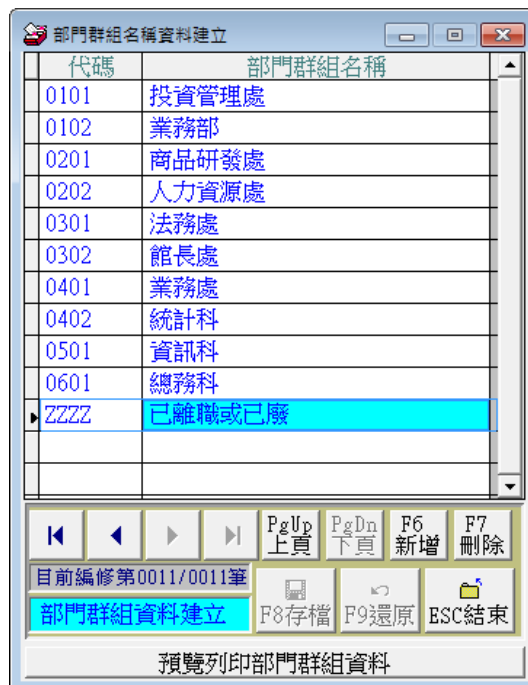 部門群組名稱資料建立
代碼 部門群組名稱
0101 投資管理處
0102 業務部
0201 商品研發處
0202 人力資源處
0301 法務處
0302 館長處
0401 業務處
0402 統計科
0501 資訊科
0601 總務科
ZZZZ 已離職或已廢
PgUp 上頁 PgDn 下頁 F6 新增 F7 刪除
目前編修第0011/0011筆
部門群組資料建立 F8存檔 F9還原 ESC結束
預覽列印部門群組資料